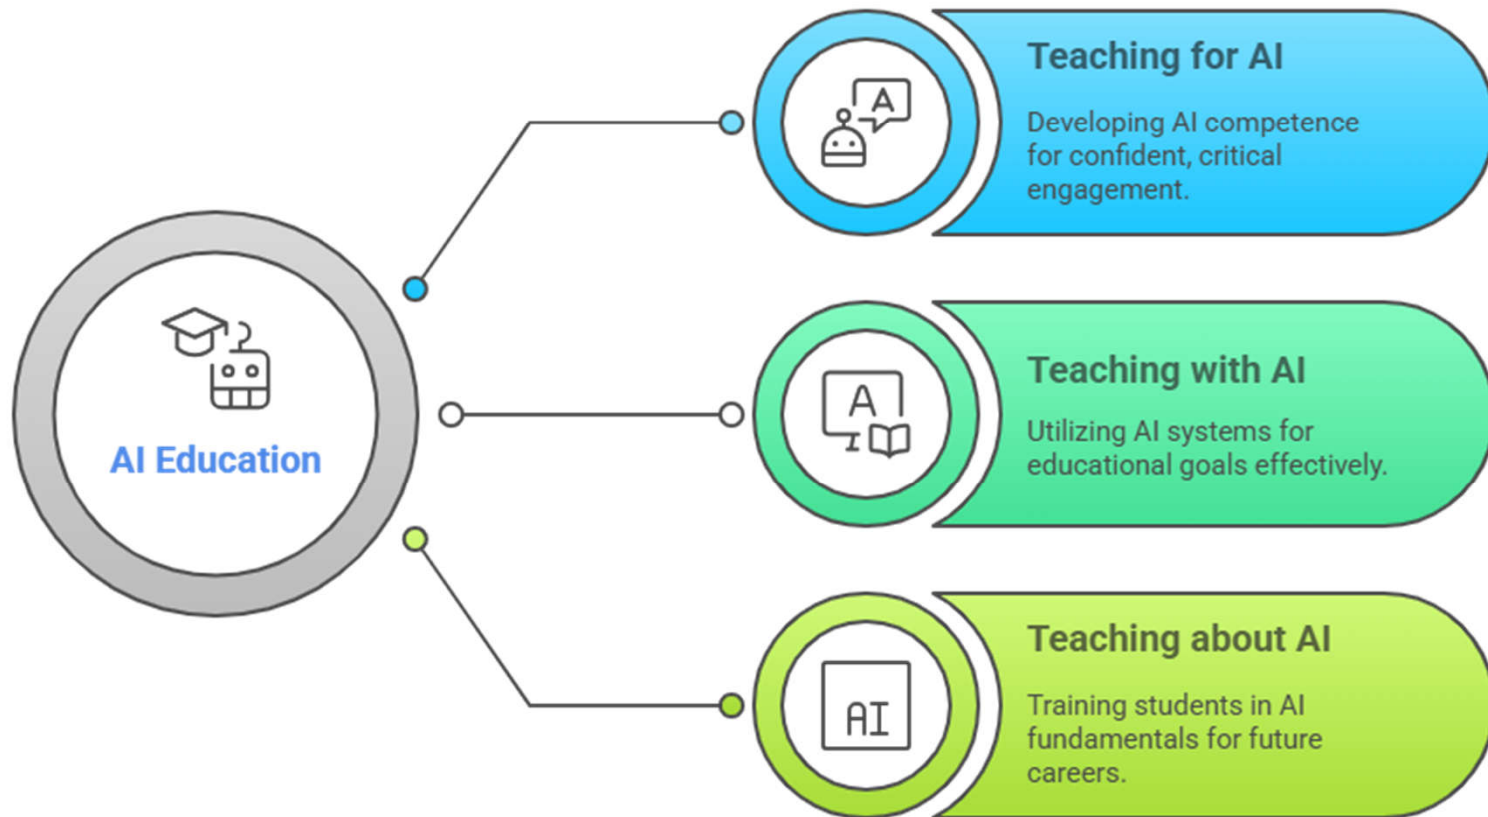 AI Education
Teaching for AI
Developing AI competence
for confident, critical
engagement.
A
Teaching with AI
Utilizing AI systems for
educational goals effectively.
A
Teaching about AI
Training students in AI
fundamentals for future
careers.
AI